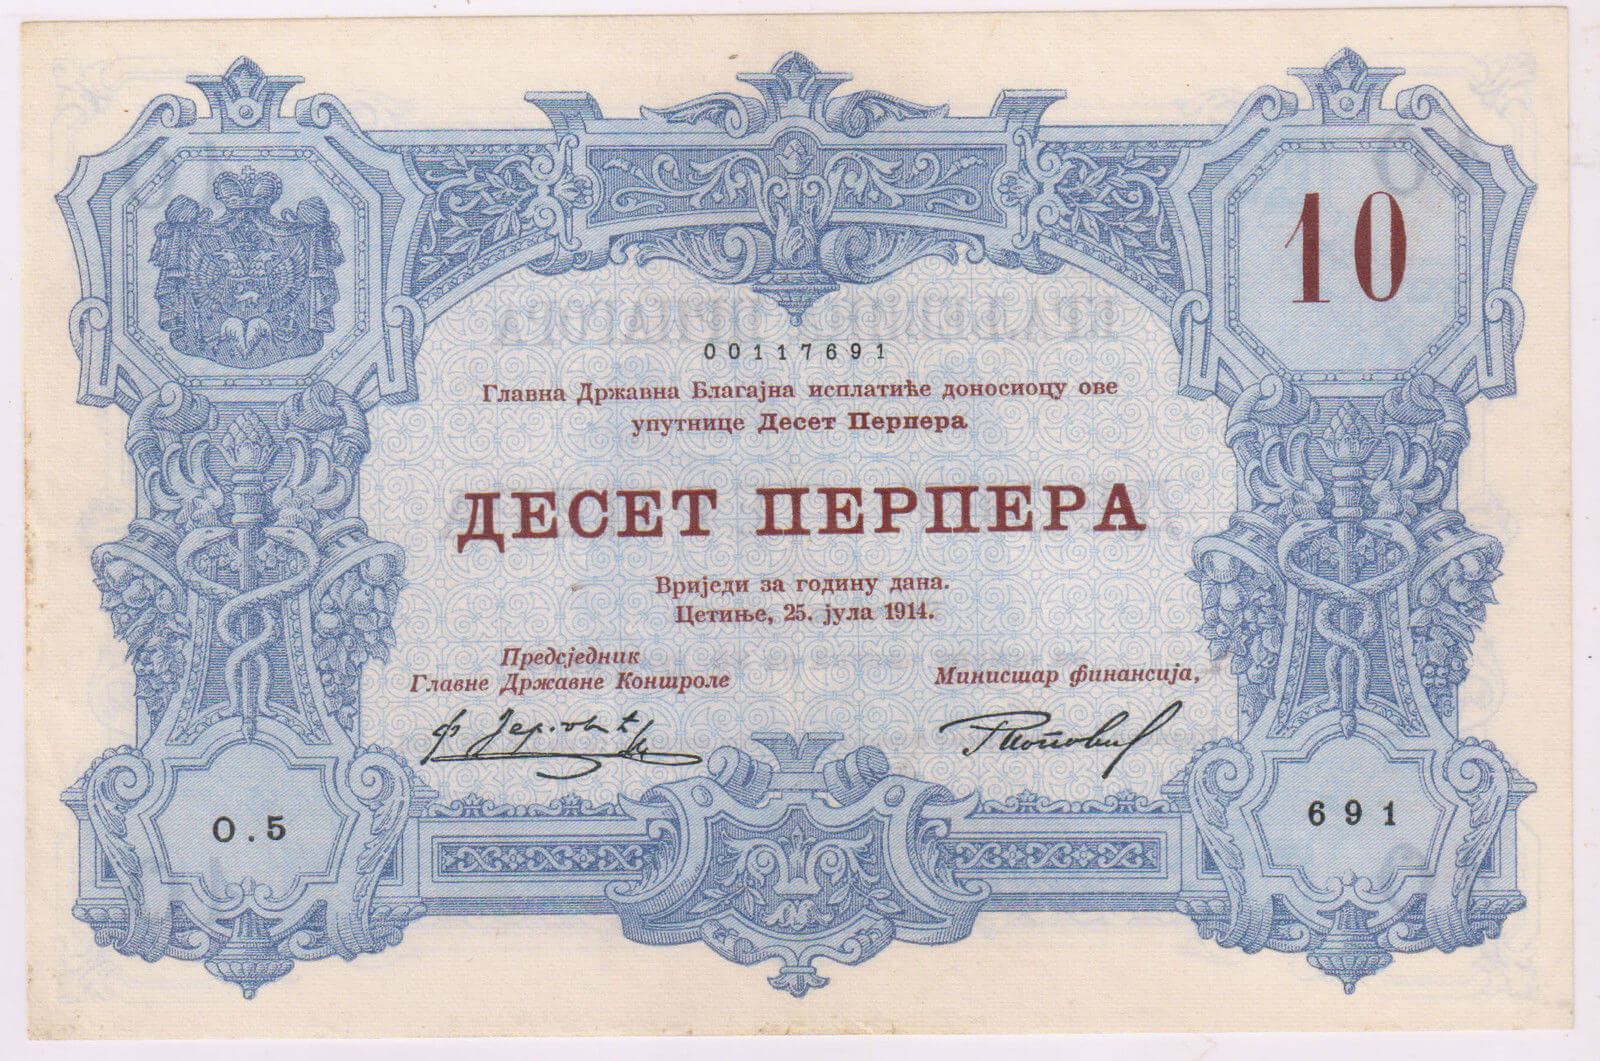 10
00117691
Главна Државна Благајна исплатиће доносиоцу ове
упутнице Десет Перпера
ДЕСЕТ ПЕРПЕРА
Вриједи за годину дана.
Цетиње, 25. јула 1914.
Предсједник
Главне Државне Контроле
Министар финансија,
О.5
691